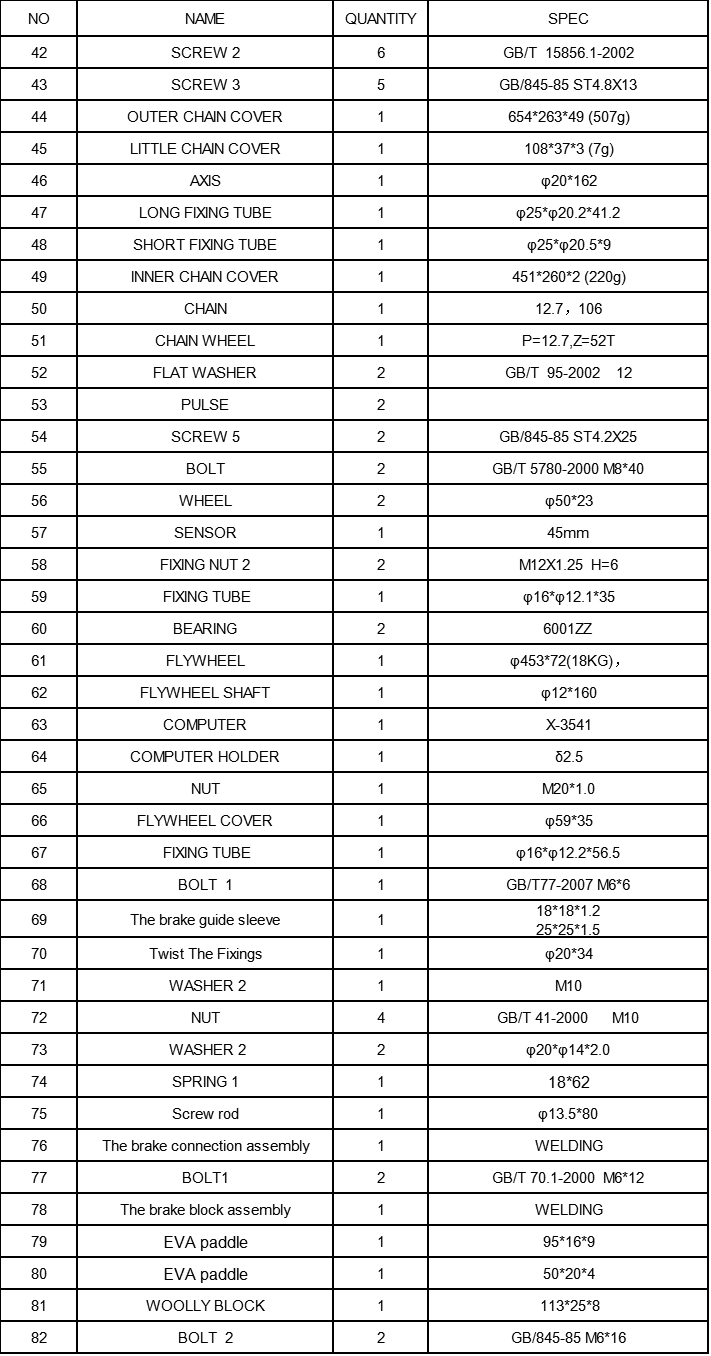 NO NAME QUANTITY SPEC
42 SCREW 2 6 GB/T 15856.1-2002
43 SCREW 3 5 GB/845-85 ST4.8X13
44 OUTER CHAIN COVER 1 654*263*49 (507g)
45 LITTLE CHAIN COVER 1 108*37*3 (7g)
46 AXIS 1 φ20*162
47 LONG FIXING TUBE 1 φ25*φ20.2*41.2
48 SHORT FIXING TUBE 1 φ25*φ20.5*9
49 INNER CHAIN COVER 1 451*260*2 (220g)
50 CHAIN 1 12.7，106
51 CHAIN WHEEL 1 P=12.7,Z=52T
52 FLAT WASHER 2 GB/T 95-2002 12
53 PULSE 2
54 SCREW 5 2 GB/845-85 ST4.2X25
55 BOLT 2 GB/T 5780-2000 M8*40
56 WHEEL 2 φ50*23
57 SENSOR 1 45mm
58 FIXING NUT 2 2 M12X1.25 H=6
59 FIXING TUBE 1 φ16*φ12.1*35
60 BEARING 2 6001ZZ
61 FLYWHEEL 1 φ453*72(18KG)，
62 FLYWHEEL SHAFT 1 φ12*160
63 COMPUTER 1 X-3541
64 COMPUTER HOLDER 1 δ2.5
65 NUT 1 M20*1.0
66 FLYWHEEL COVER 1 φ59*35
67 FIXING TUBE 1 φ16*φ12.2*56.5
68 BOLT 1 1 GB/T77-2007 M6*6
69 The brake guide sleeve 1 18*18*1.2
25*25*1.5
70 Twist The Fixings 1 φ20*34
71 WASHER 2 1 M10
72 NUT 4 GB/T 41-2000 M10
73 WASHER 2 2 φ20*φ14*2.0
74 SPRING 1 1 18*62
75 Screw rod 1 φ13.5*80
76 The brake connection assembly 1 WELDING
77 BOLT1 2 GB/T 70.1-2000 M6*12
78 The brake block assembly 1 WELDING
79 EVA paddle 1 95*16*9
80 EVA paddle 1 50*20*4
81 WOOLLY BLOCK 1 113*25*8
82 BOLT 2 2 GB/845-85 M6*16